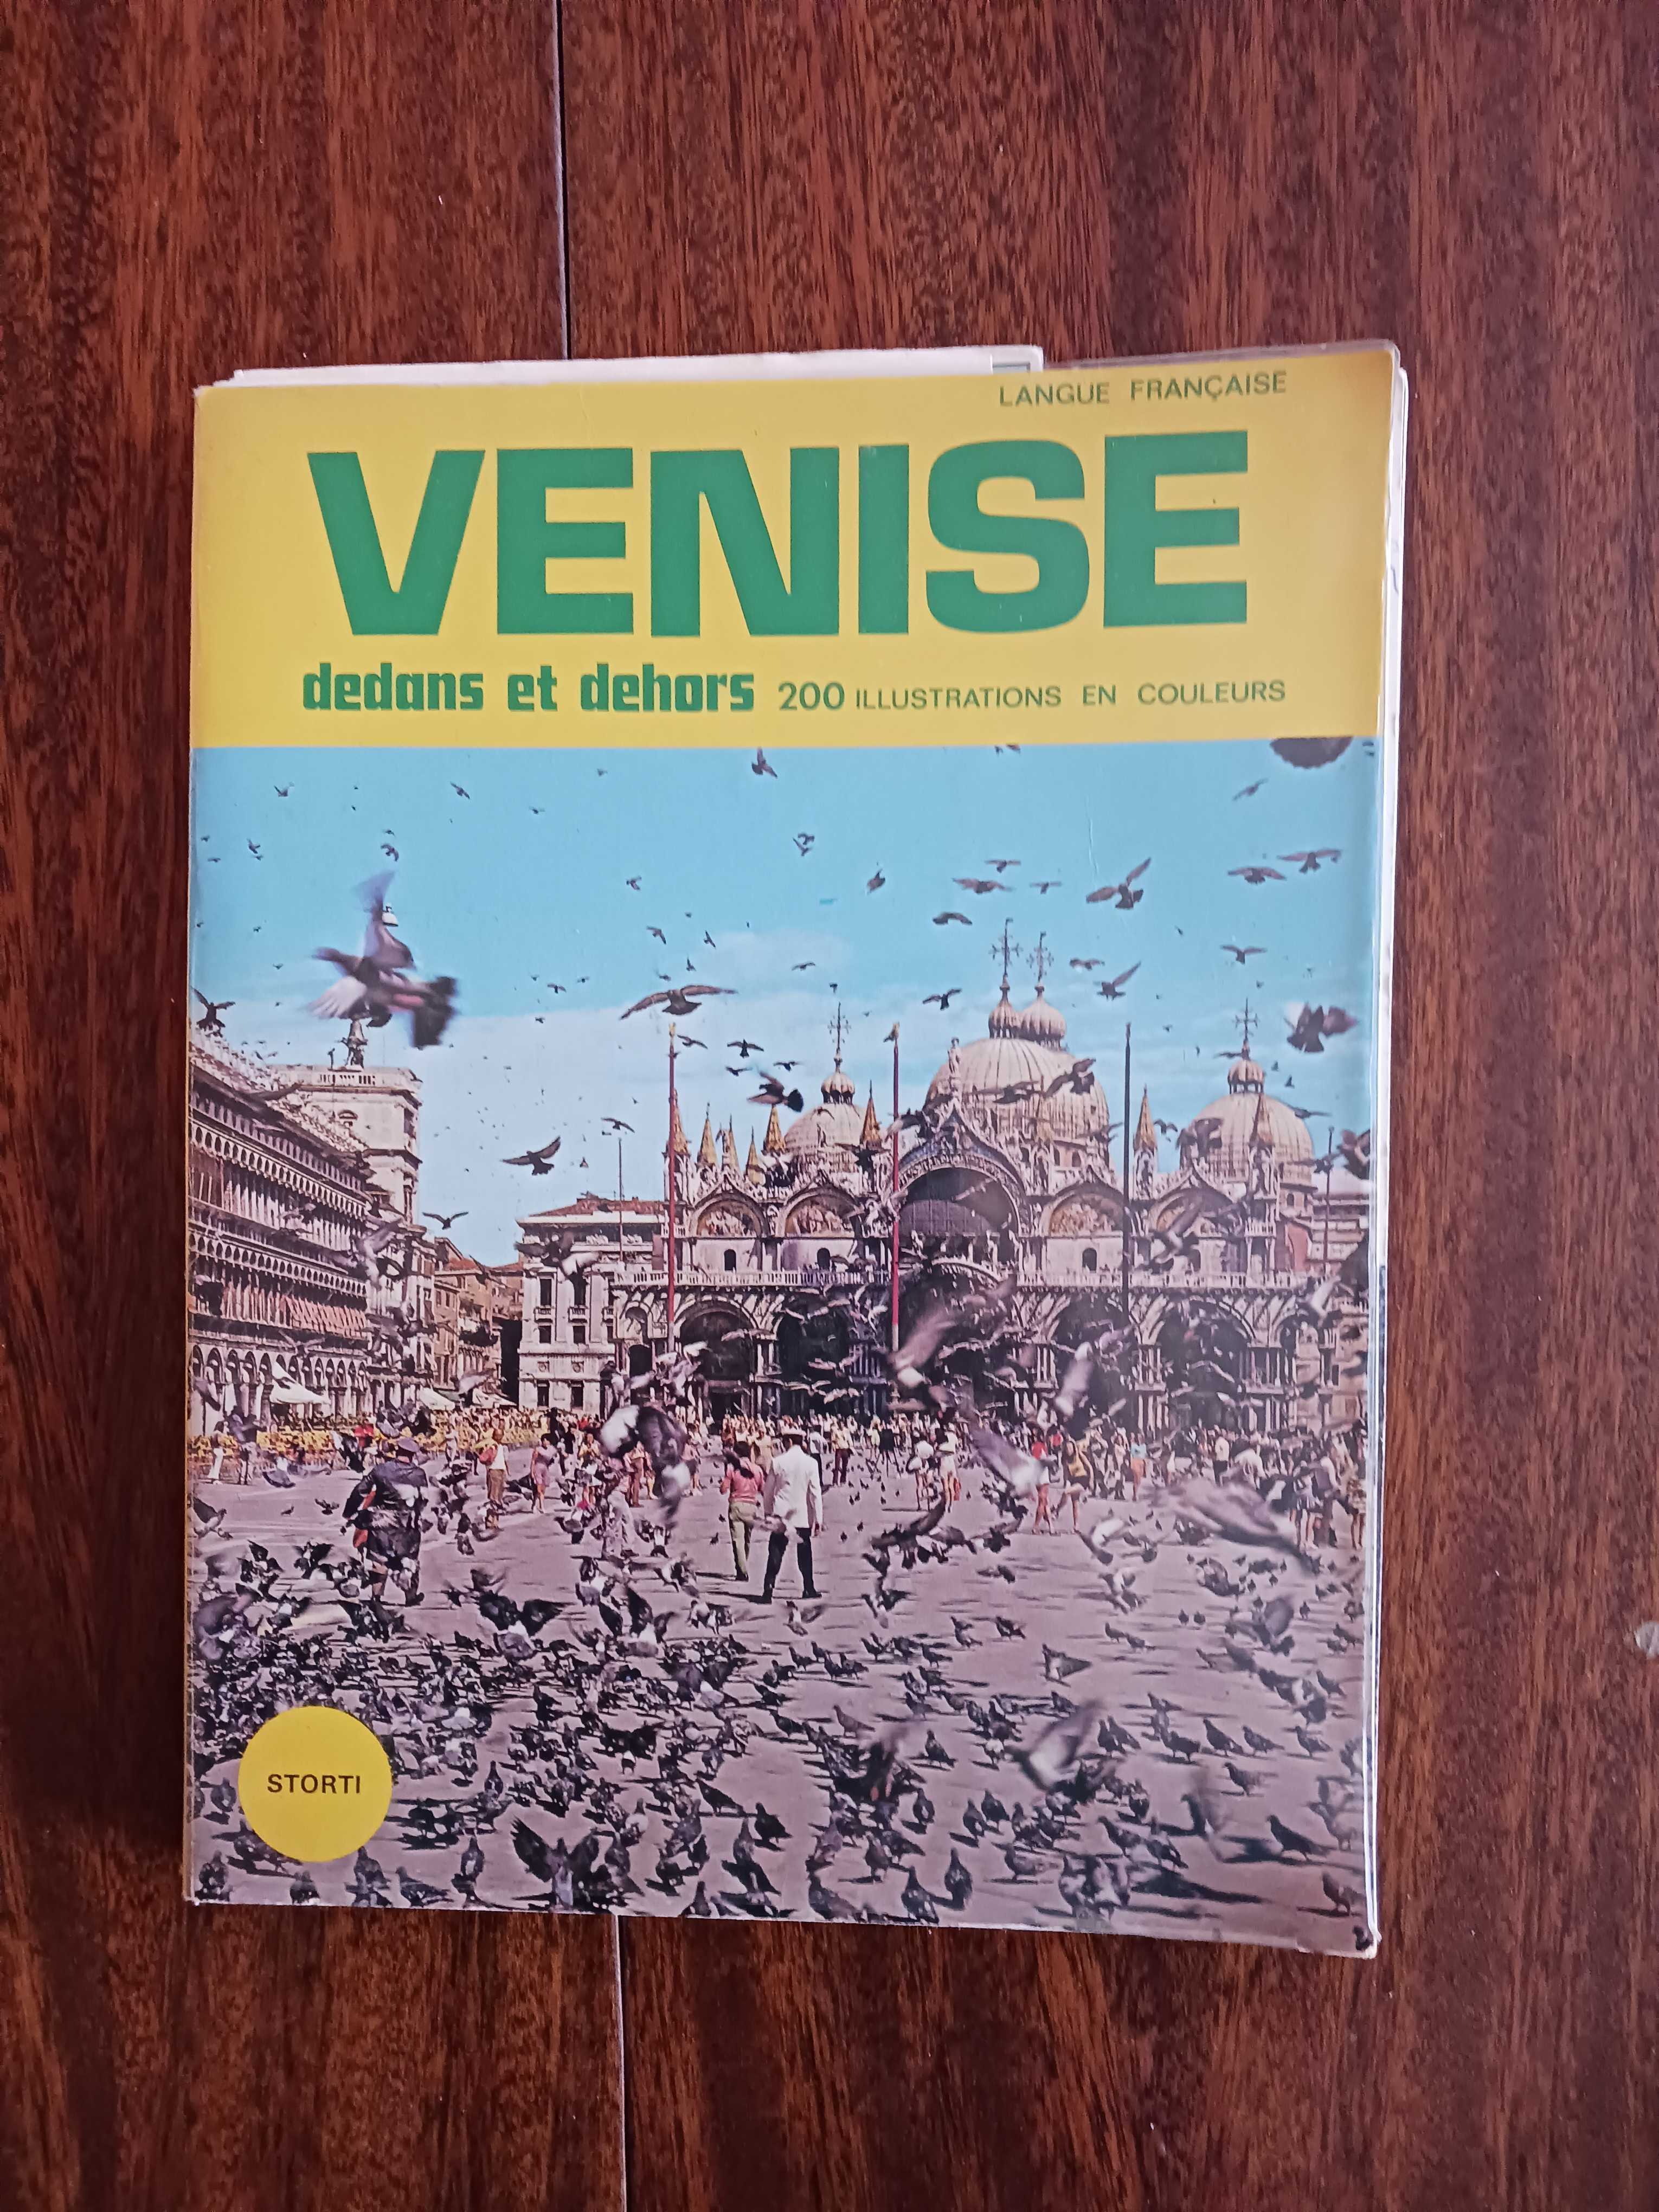 LANGUE FRANÇAISE
VENISE
dedans et dehors 200 ILLUSTRATIONS EN COULEURS
STORTI